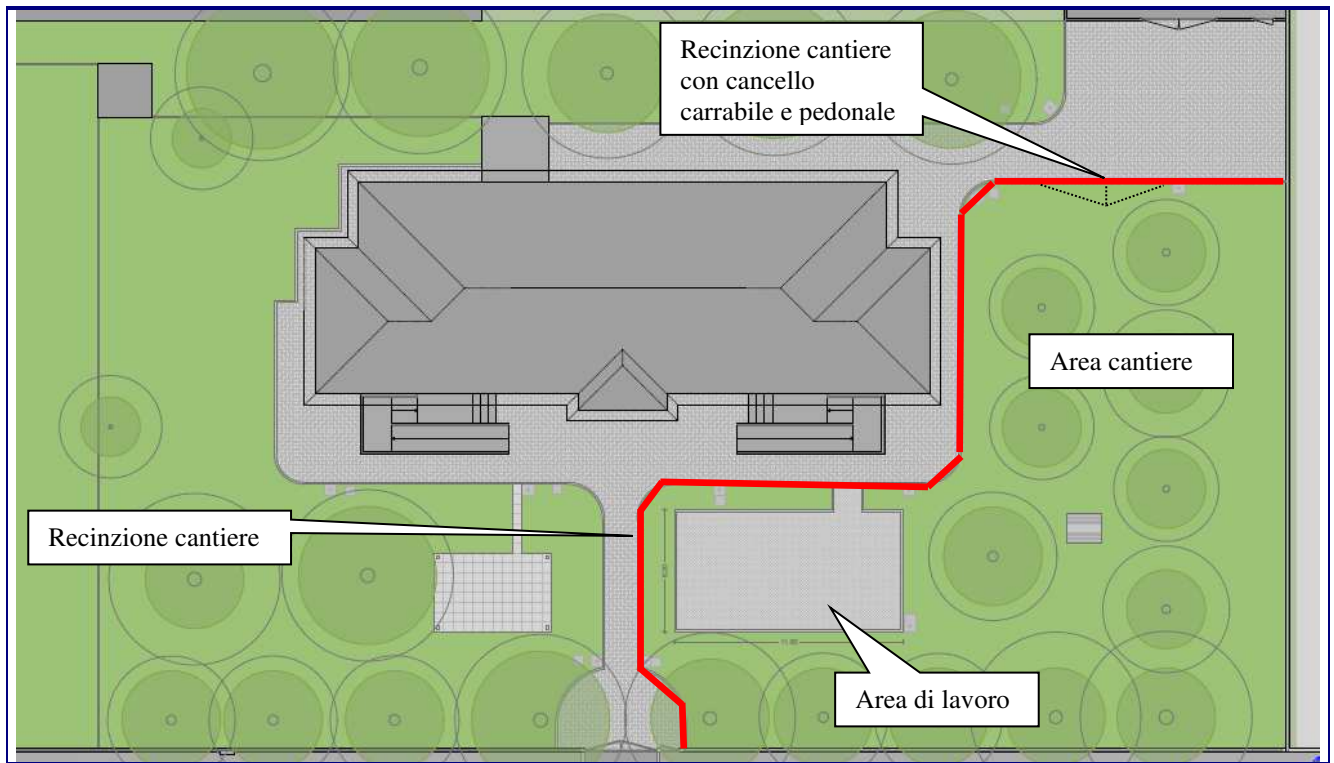 Recinzione cantiere
con cancello
carrabile e pedonale
Area cantiere
Recinzione cantiere
Area di lavoro